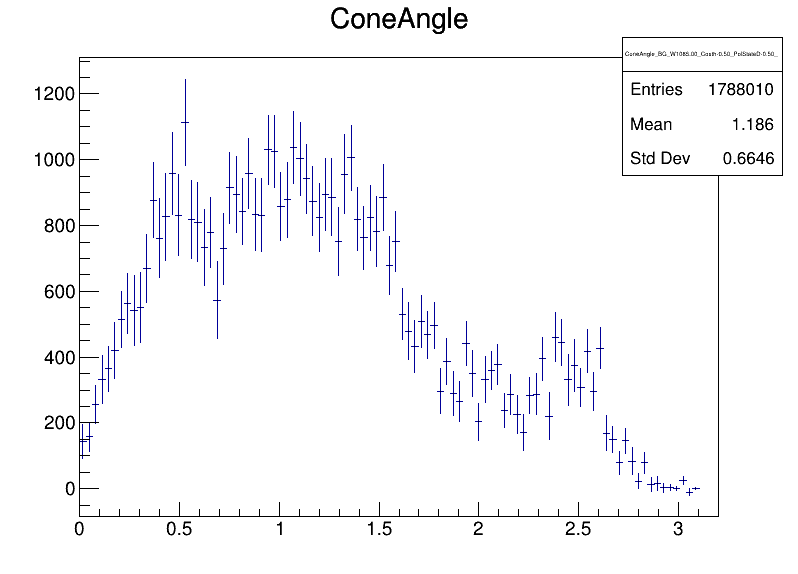 ConeAngle
ConeAngle_BG_W1085.00_Costh-0.50_PolStateD-0.50_
Entries 1788010
Mean 1.186
Std Dev 0.6646
1200
1000
800
600
400
200
0
0 0.5 1 1.5 2 2.5 3